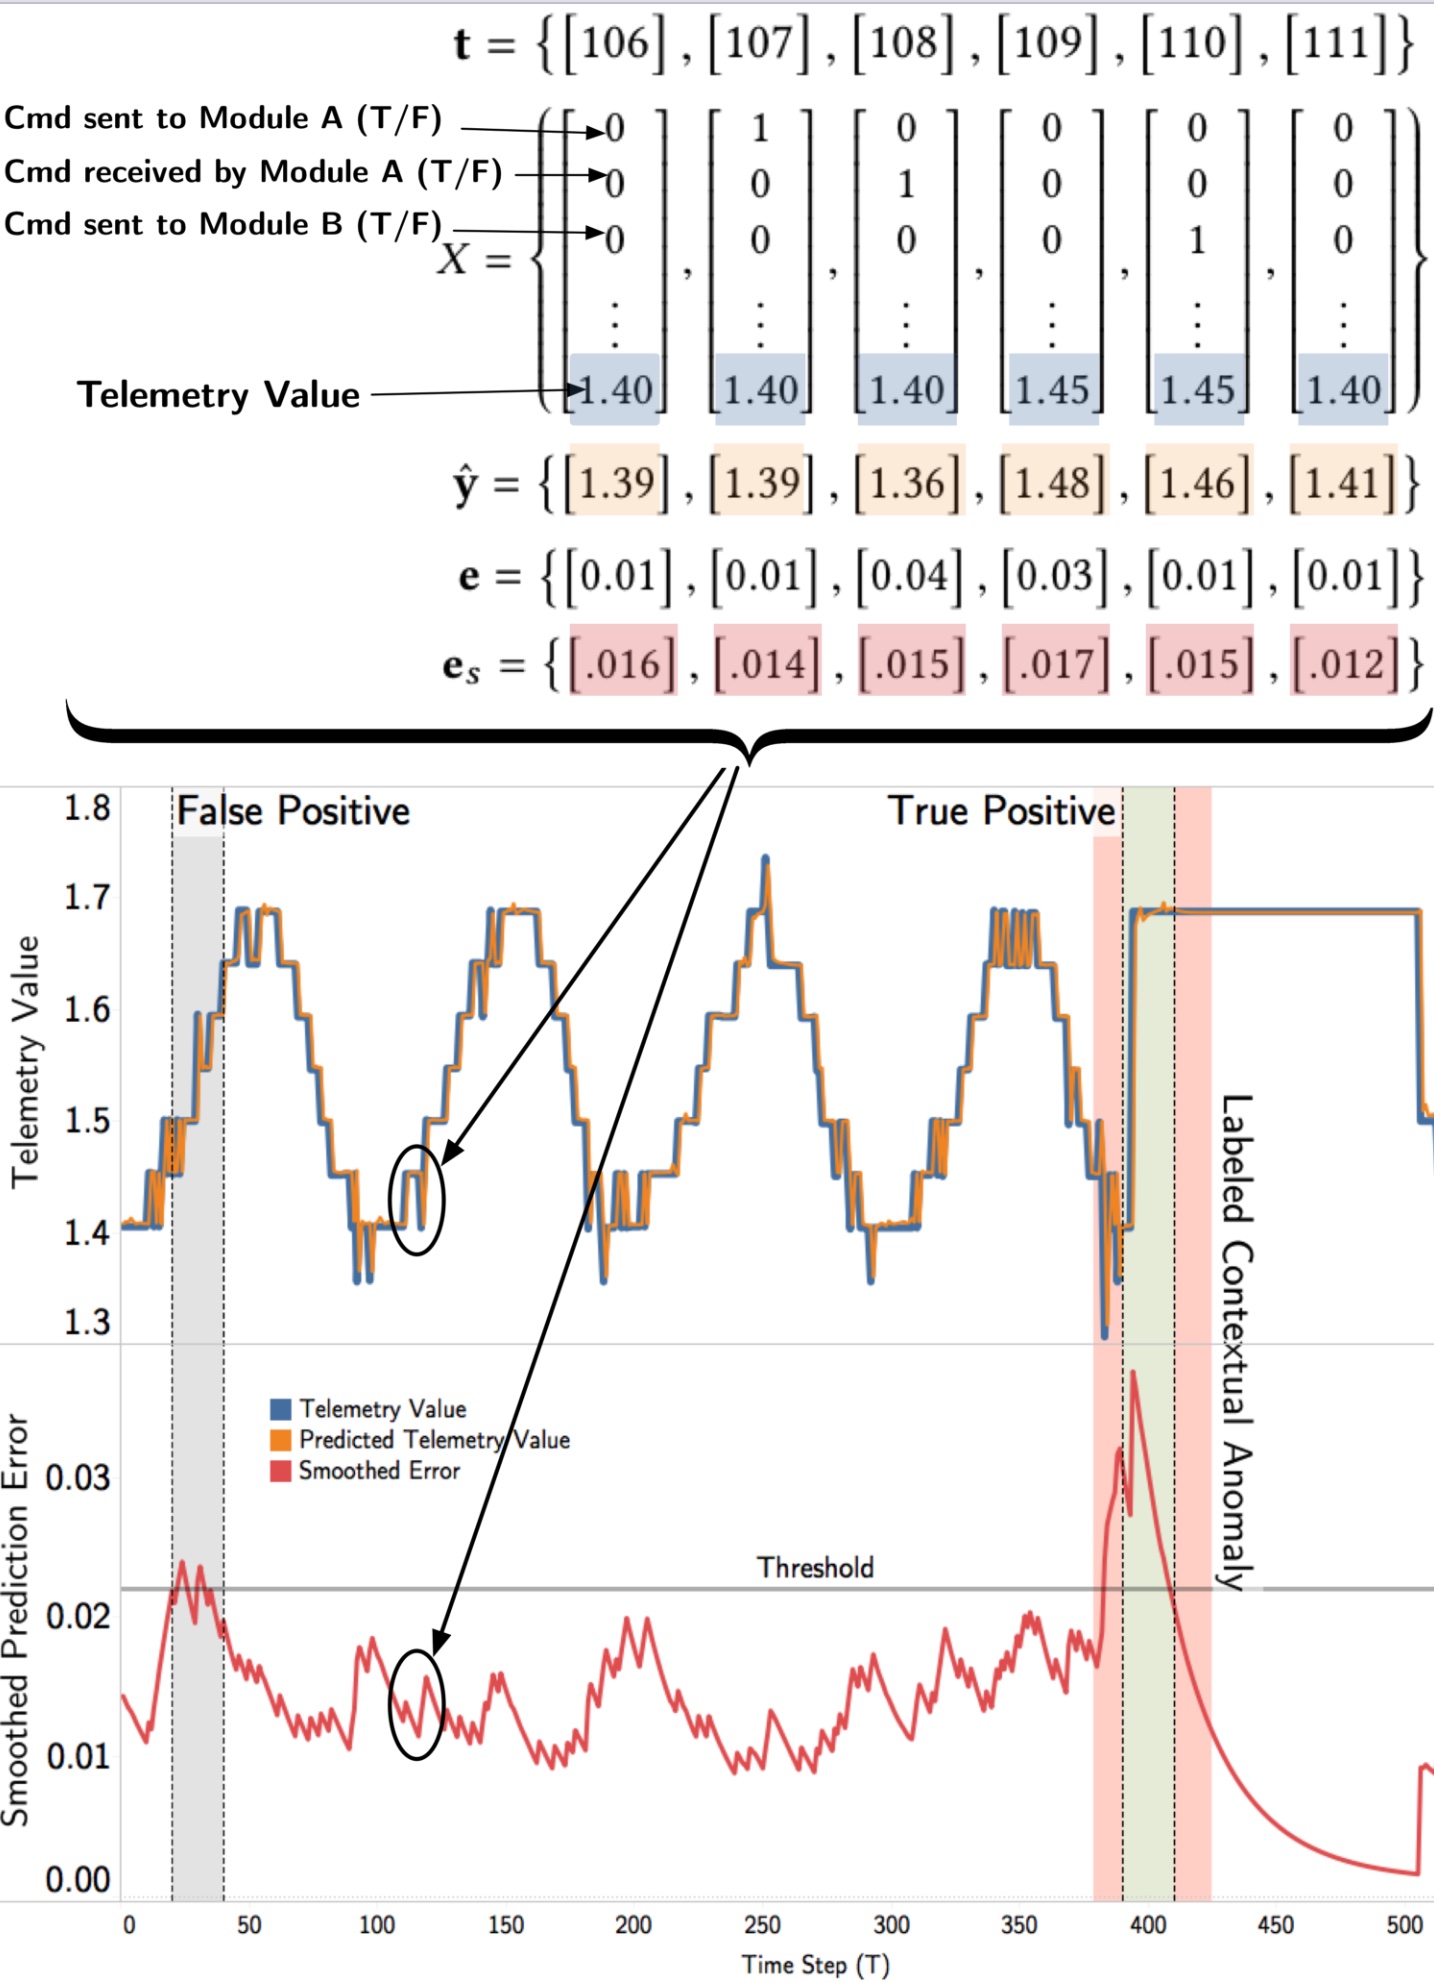 t = {[106] , [107] , [108] , [109] , [110] , [111]}
Cmd sent to Module A (T/F)
Cmd received by Module A (T/F)
Cmd sent to Module B (T/F)
Telemetry Value
X =
0 1 0 0 0 0
0 0 1 0 0 0
0 0 0 0 1 0
, , , , ,
⋮ ⋮ ⋮ ⋮ ⋮ ⋮
1.40 1.40 1.40 1.45 1.45 1.40
ŷ = {[1.39] , [1.39] , [1.36] , [1.48] , [1.46] , [1.41]}
e = {[0.01] , [0.01] , [0.04] , [0.03] , [0.01] , [0.01]}
eₛ = {[.016] , [.014] , [.015] , [.017] , [.015] , [.012]}
False Positive
True Positive
Telemetry Value
1.8
1.7
1.6
1.5
1.4
1.3
Labeled Contextual Anomaly
Telemetry Value
Predicted Telemetry Value
Smoothed Error
Threshold
Smoothed Prediction Error
0.03
0.02
0.01
0.00
0 50 100 150 200 250 300 350 400 450 500
Time Step (T)